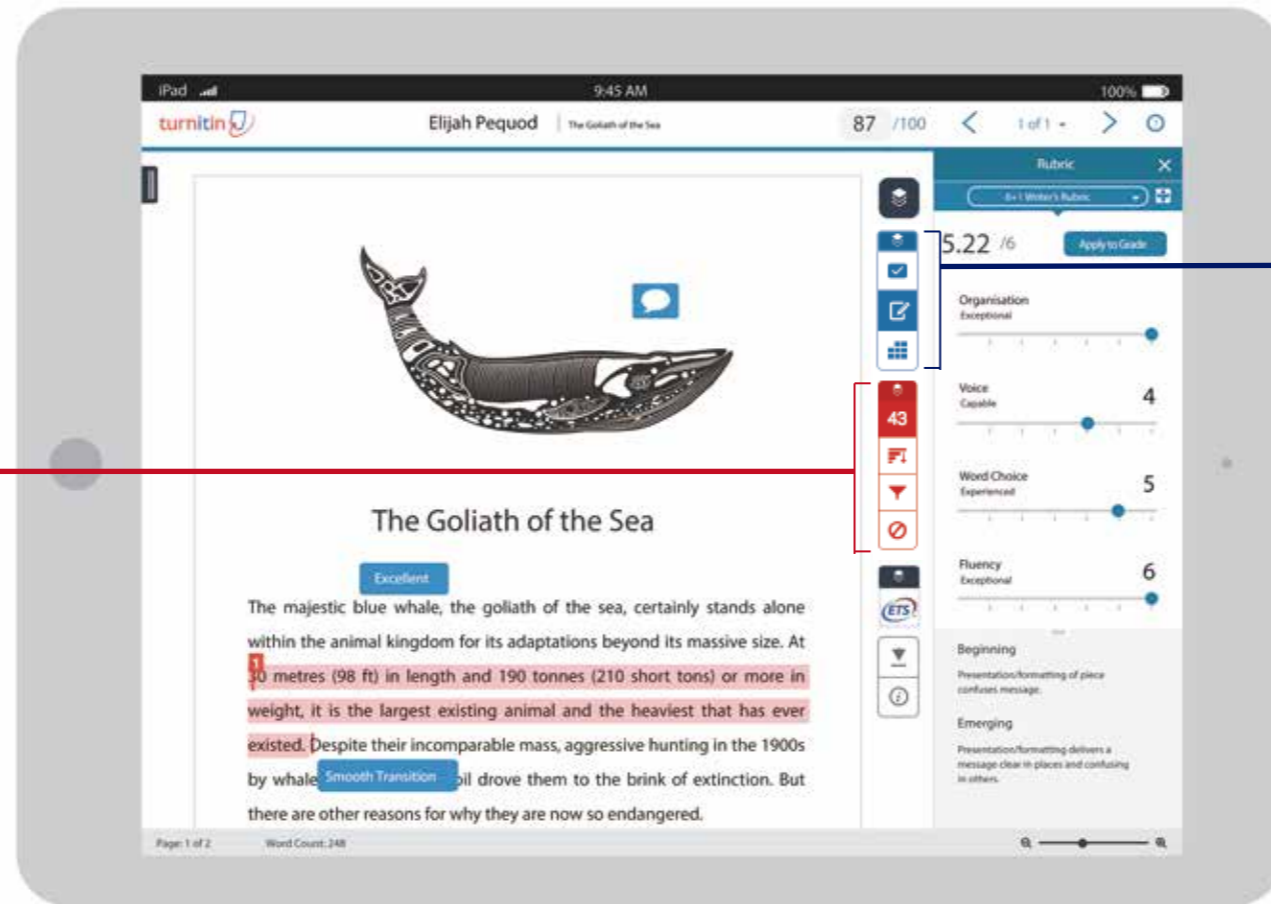 iPad
9:45 AM
100%
turnitin
Elijah Pequod
The Goliath of the Sea
87 /100
1 of 1
Rubric
6+1 Writer's Rubric
5.22 /6
Apply to Grade
Organisation
Exceptional
Voice
Capable
4
Word Choice
Experienced
5
Fluency
Exceptional
6
Beginning
Presentation/formatting of piece
confuses message.
Emerging
Presentation/formatting delivers a
message clear in places and confusing
in others.
43
ETS
The Goliath of the Sea
Excellent
The majestic blue whale, the goliath of the sea, certainly stands alone
within the animal kingdom for its adaptations beyond its massive size. At
1
30 metres (98 ft) in length and 190 tonnes (210 short tons) or more in
weight, it is the largest existing animal and the heaviest that has ever
existed. Despite their incomparable mass, aggressive hunting in the 1900s
by whale Smooth Transition oil drove them to the brink of extinction. But
there are other reasons for why they are now so endangered.
Page: 1 of 2
Word Count: 248